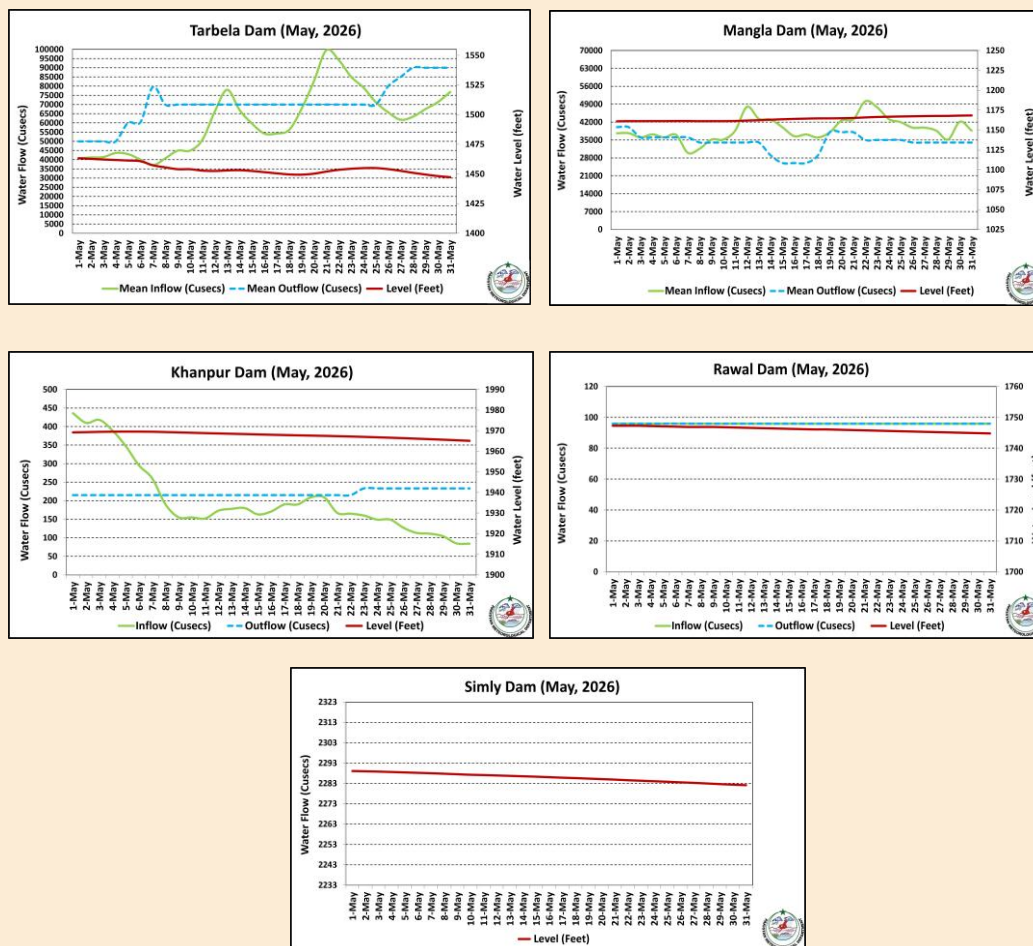 Tarbela Dam (May, 2026)
Water Flow (Cusecs)
100000
95000
90000
85000
80000
75000
70000
65000
60000
55000
50000
45000
40000
35000
30000
25000
20000
15000
10000
5000
0
1550
1525
1500
1475
1450
1425
1400
Water Level (feet)
1-May
2-May
3-May
4-May
5-May
6-May
7-May
8-May
9-May
10-May
11-May
12-May
13-May
14-May
15-May
16-May
17-May
18-May
19-May
20-May
21-May
22-May
23-May
24-May
25-May
26-May
27-May
28-May
29-May
30-May
31-May
Mean Inflow (Cusecs) Mean Outflow (Cusecs) Level (Feet)
Mangla Dam (May, 2026)
Water Flow (Cusecs)
70000
63000
56000
49000
42000
35000
28000
21000
14000
7000
0
1250
1225
1200
1175
1150
1125
1100
1075
1050
1025
Water Level (feet)
1-May
2-May
3-May
4-May
5-May
6-May
7-May
8-May
9-May
10-May
11-May
12-May
13-May
14-May
15-May
16-May
17-May
18-May
19-May
20-May
21-May
22-May
23-May
24-May
25-May
26-May
27-May
28-May
29-May
30-May
31-May
Mean Inflow (Cusecs) Mean Outflow (Cusecs) Level (Feet)
Khanpur Dam (May, 2026)
Water Flow (Cusecs)
500
450
400
350
300
250
200
150
100
50
0
1990
1980
1970
1960
1950
1940
1930
1920
1910
1900
Water Level (feet)
1-May
2-May
3-May
4-May
5-May
6-May
7-May
8-May
9-May
10-May
11-May
12-May
13-May
14-May
15-May
16-May
17-May
18-May
19-May
20-May
21-May
22-May
23-May
24-May
25-May
26-May
27-May
28-May
29-May
30-May
31-May
Inflow (Cusecs) Outflow (Cusecs) Level (Feet)
Rawal Dam (May, 2026)
Water Flow (Cusecs)
120
100
80
60
40
20
0
1760
1750
1740
1730
1720
1710
1700
1-May
2-May
3-May
4-May
5-May
6-May
7-May
8-May
9-May
10-May
11-May
12-May
13-May
14-May
15-May
16-May
17-May
18-May
19-May
20-May
21-May
22-May
23-May
24-May
25-May
26-May
27-May
28-May
29-May
30-May
31-May
Inflow (Cusecs) Outflow (Cusecs) Level (Feet)
Simly Dam (May, 2026)
Water Flow (Cusecs)
2323
2313
2303
2293
2283
2273
2263
2253
2243
2233
1-May
2-May
3-May
4-May
5-May
6-May
7-May
8-May
9-May
10-May
11-May
12-May
13-May
14-May
15-May
16-May
17-May
18-May
19-May
20-May
21-May
22-May
23-May
24-May
25-May
26-May
27-May
28-May
29-May
30-May
31-May
Level (Feet)